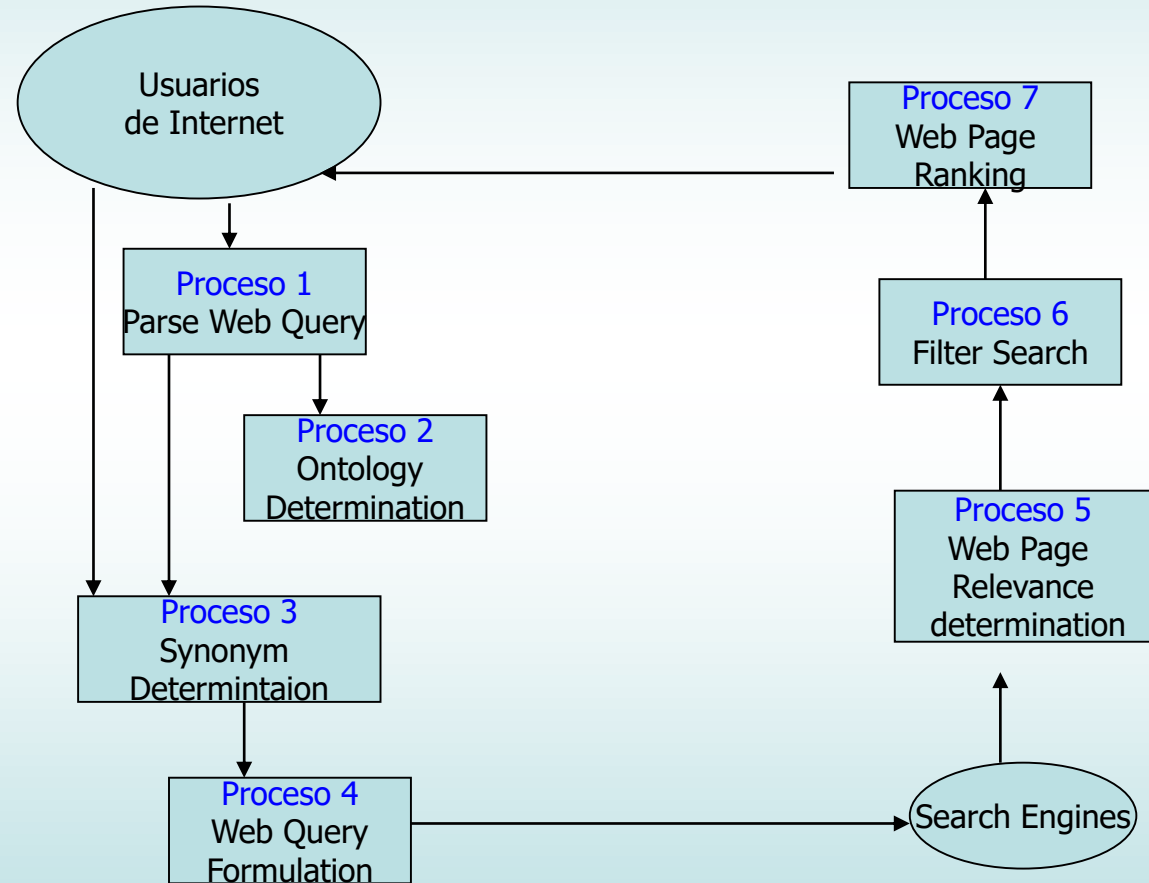 Usuarios
de Internet
Proceso 1
Parse Web Query
Proceso 2
Ontology
Determination
Proceso 3
Synonym
Determintaion
Proceso 4
Web Query
Formulation
Search Engines
Proceso 5
Web Page
Relevance
determination
Proceso 6
Filter Search
Proceso 7
Web Page
Ranking